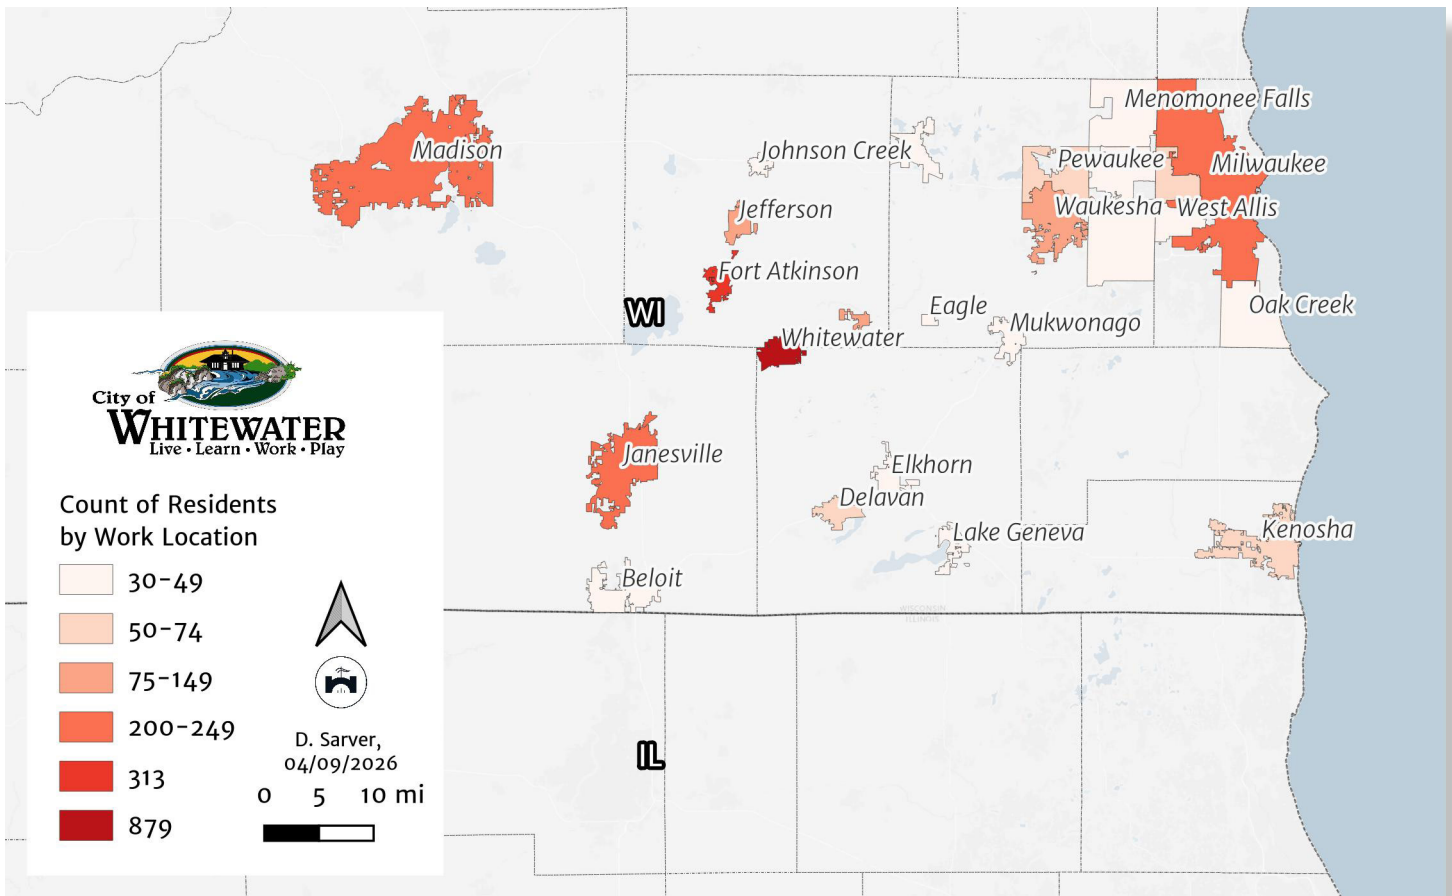 Menomonee Falls
Madison
Johnson Creek
Pewaukee
Milwaukee
Jefferson
Waukesha
West Allis
Fort Atkinson
WI
Eagle
Oak Creek
Whitewater
Mukwonago
City of
WHITEWATER
Live • Learn • Work • Play
Janesville
Elkhorn
Delavan
Lake Geneva
Kenosha
Beloit
WISCONSIN
ILLINOIS
Count of Residents
by Work Location
30-49
50-74
75-149
200-249
313
879
D. Sarver,
04/09/2026
0 5 10 mi
IL